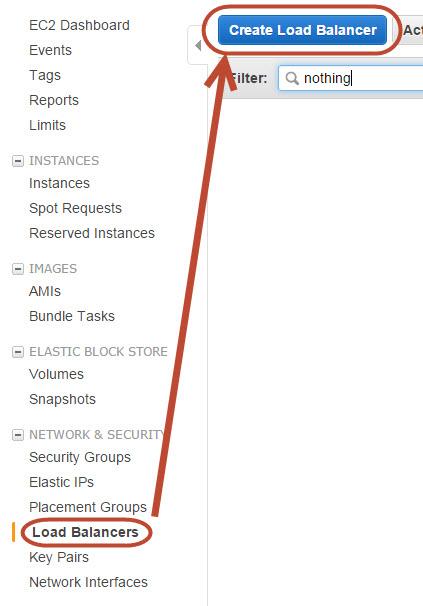 EC2 Dashboard
Events
Tags
Reports
Limits
INSTANCES
Instances
Spot Requests
Reserved Instances
IMAGES
AMIs
Bundle Tasks
ELASTIC BLOCK STORE
Volumes
Snapshots
NETWORK & SECURITY
Security Groups
Elastic IPs
Placement Groups
Load Balancers
Key Pairs
Network Interfaces
Create Load Balancer Act
Filter: nothing